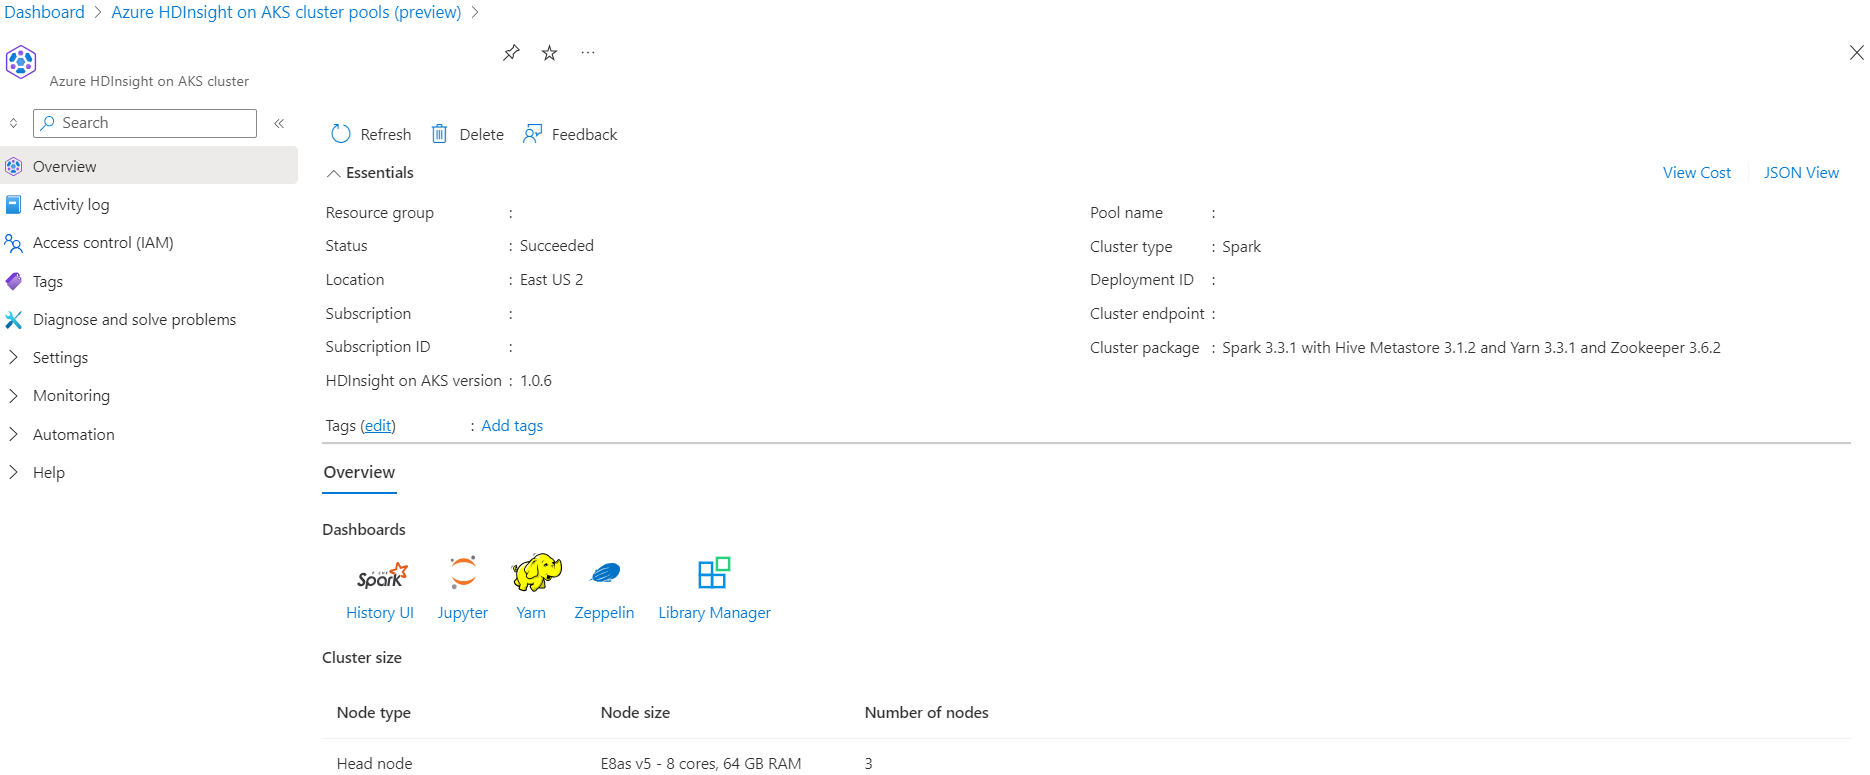 Dashboard > Azure HDInsight on AKS cluster pools (preview) >
Azure HDInsight on AKS cluster
Search
Overview
Activity log
Access control (IAM)
Tags
Diagnose and solve problems
Settings
Monitoring
Automation
Help
Refresh Delete Feedback
Essentials
View Cost JSON View
Resource group :
Status : Succeeded
Location : East US 2
Subscription :
Subscription ID :
HDInsight on AKS version : 1.0.6
Pool name :
Cluster type : Spark
Deployment ID :
Cluster endpoint :
Cluster package : Spark 3.3.1 with Hive Metastore 3.1.2 and Yarn 3.3.1 and Zookeeper 3.6.2
Tags (edit) : Add tags
Overview
Dashboards
Spark
History UI Jupyter Yarn Zeppelin Library Manager
Cluster size
Node type Node size Number of nodes
Head node E8as v5 - 8 cores, 64 GB RAM 3